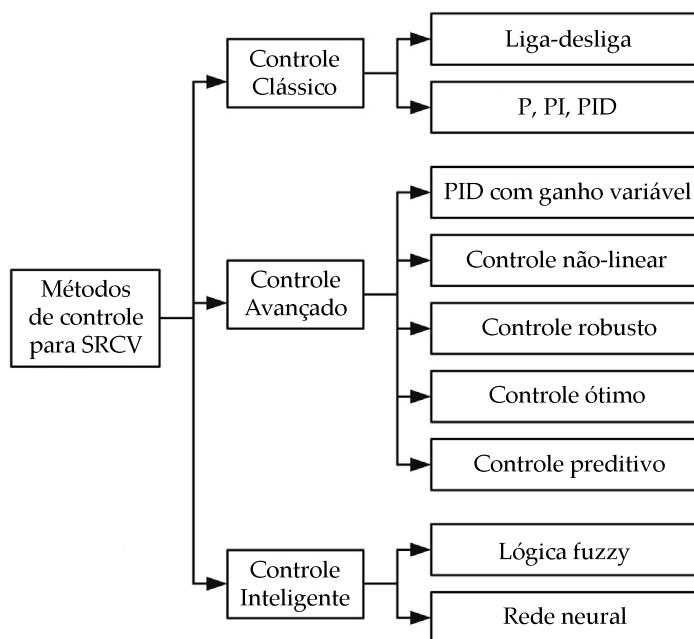 Métodos
de controle
para SRCV
Controle
Clássico
Liga-desliga
P, PI, PID
Controle
Avançado
PID com ganho variável
Controle não-linear
Controle robusto
Controle ótimo
Controle preditivo
Controle
Inteligente
Lógica fuzzy
Rede neural